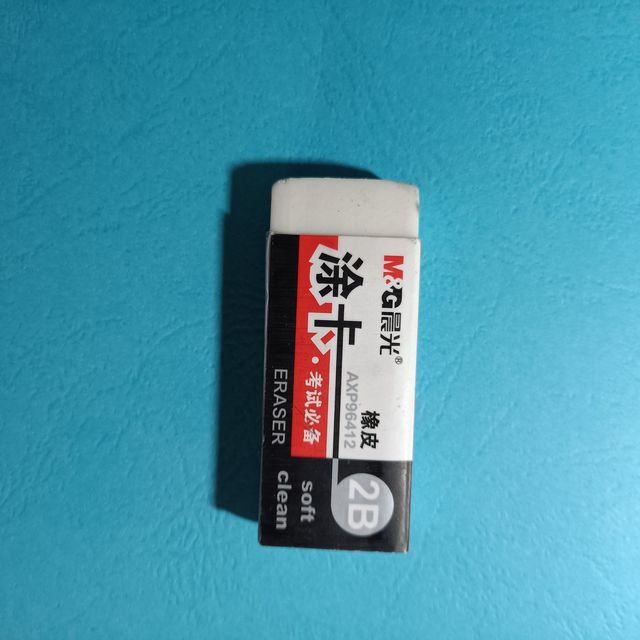 M&G晨光®
涂卡
·考试必备
橡皮
AXP96412
ERASER
soft
clean
2B